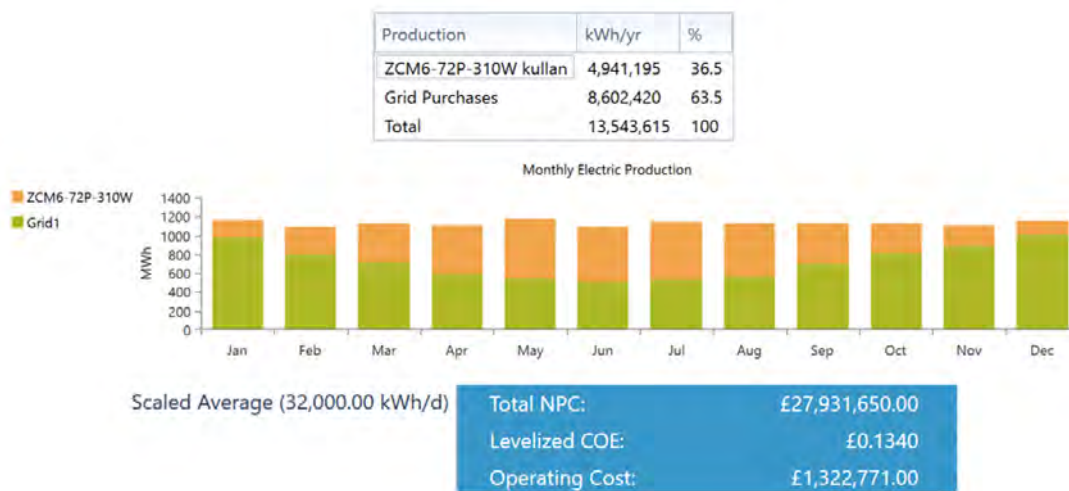 Production kWh/yr %
ZCM6-72P-310W kullan 4,941,195 36.5
Grid Purchases 8,602,420 63.5
Total 13,543,615 100
Monthly Electric Production
ZCM6-72P-310W
Grid1
MWh
1400
1200
1000
800
600
400
200
0
Jan Feb Mar Apr May Jun Jul Aug Sep Oct Nov Dec
Scaled Average (32,000.00 kWh/d)
Total NPC: £27,931,650.00
Levelized COE: £0.1340
Operating Cost: £1,322,771.00